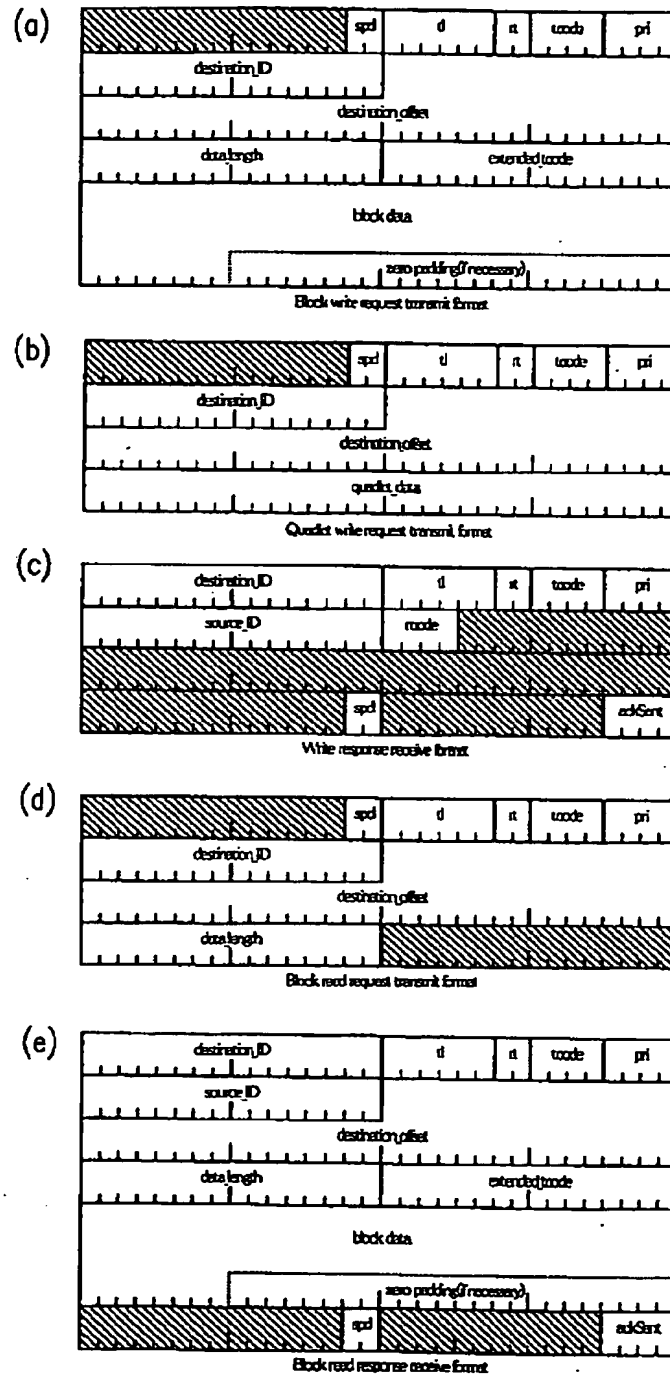 (a)
spd tl rt tcode pri
destination_ID
destination_offset
data_length extended_tcode
block data
zero padding(if necessary)
Block write request transmit format
(b)
spd tl rt tcode pri
destination_ID
destination_offset
quadlet_data
Quadlet write request transmit format
(c)
destination_ID tl rt tcode pri
source_ID rcode
spd ackSent
Write response receive format
(d)
spd tl rt tcode pri
destination_ID
destination_offset
data_length
Block read request transmit format
(e)
destination_ID tl rt tcode pri
source_ID
destination_offset
data_length extended_tcode
block data
zero padding(if necessary)
spd ackSent
Block read response receive format